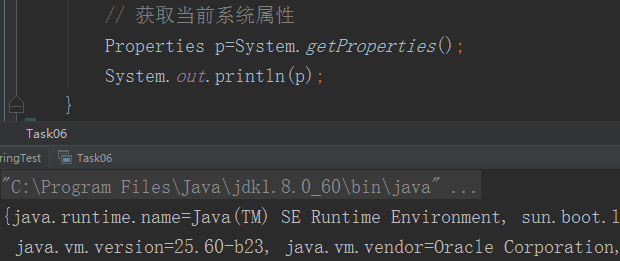 // 获取当前系统属性
Properties p=System.getProperties();
System.out.println(p);
}
Task06
ringTest Task06
"C:\Program Files\Java\jdk1.8.0_60\bin\java" ...
{java.runtime.name=Java(TM) SE Runtime Environment, sun.boot.l
java.vm.version=25.60-b23, java.vm.vendor=Oracle Corporation,